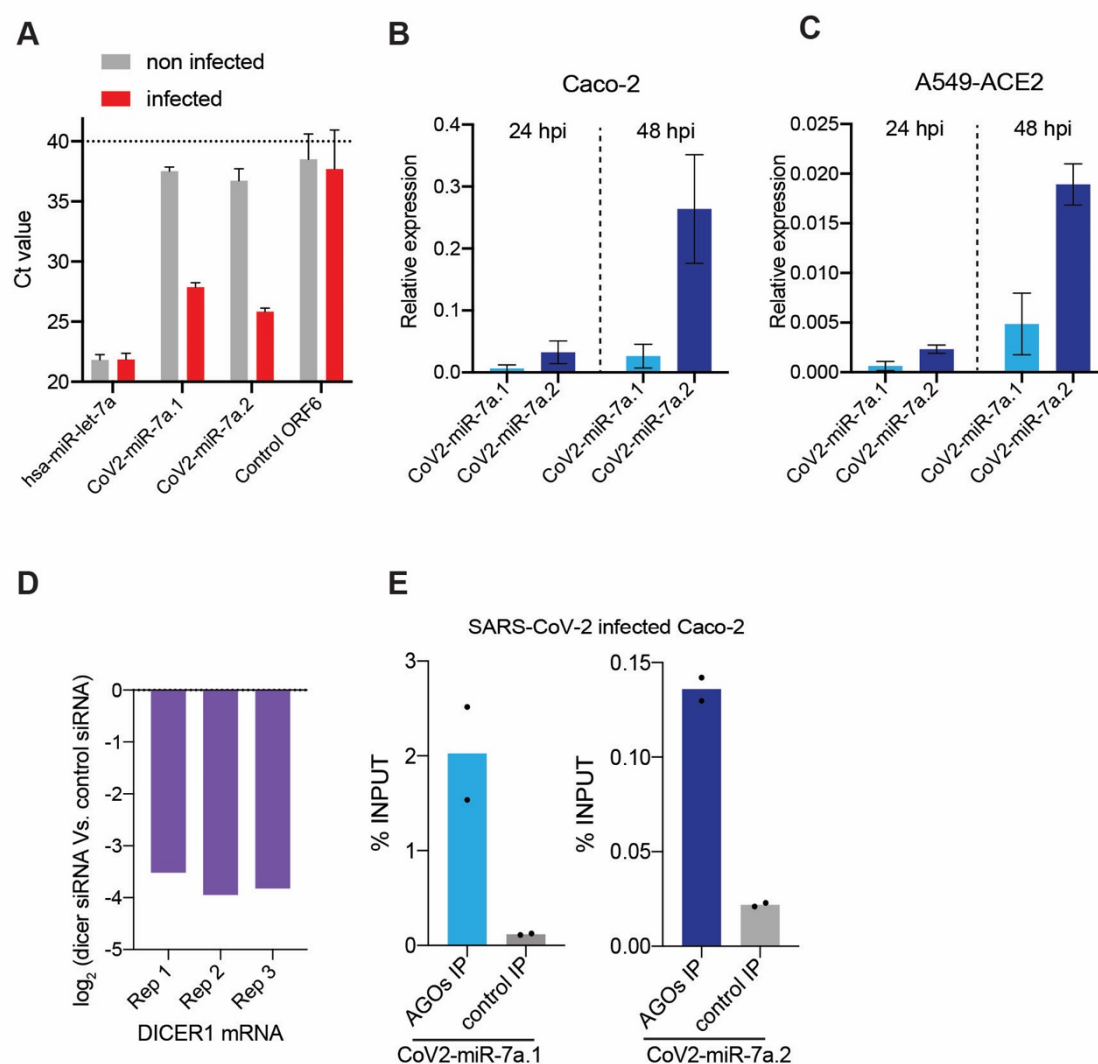 A
non infected
infected
Ct value
40
35
30
25
20
hsa-miR-let-7a
CoV2-miR-7a.1
CoV2-miR-7a.2
Control ORF6
B
Caco-2
24 hpi
48 hpi
Relative expression
0.4
0.3
0.2
0.1
0.0
CoV2-miR-7a.1
CoV2-miR-7a.2
CoV2-miR-7a.1
CoV2-miR-7a.2
C
A549-ACE2
24 hpi
48 hpi
Relative expression
0.025
0.020
0.015
0.010
0.005
0.000
CoV2-miR-7a.1
CoV2-miR-7a.2
CoV2-miR-7a.1
CoV2-miR-7a.2
D
log2 (dicer siRNA Vs. control siRNA)
0
-1
-2
-3
-4
-5
Rep 1
Rep 2
Rep 3
DICER1 mRNA
E
SARS-CoV-2 infected Caco-2
% INPUT
3
2
1
0
AGOs IP
control IP
CoV2-miR-7a.1
% INPUT
0.15
0.10
0.05
0.00
AGOs IP
control IP
CoV2-miR-7a.2